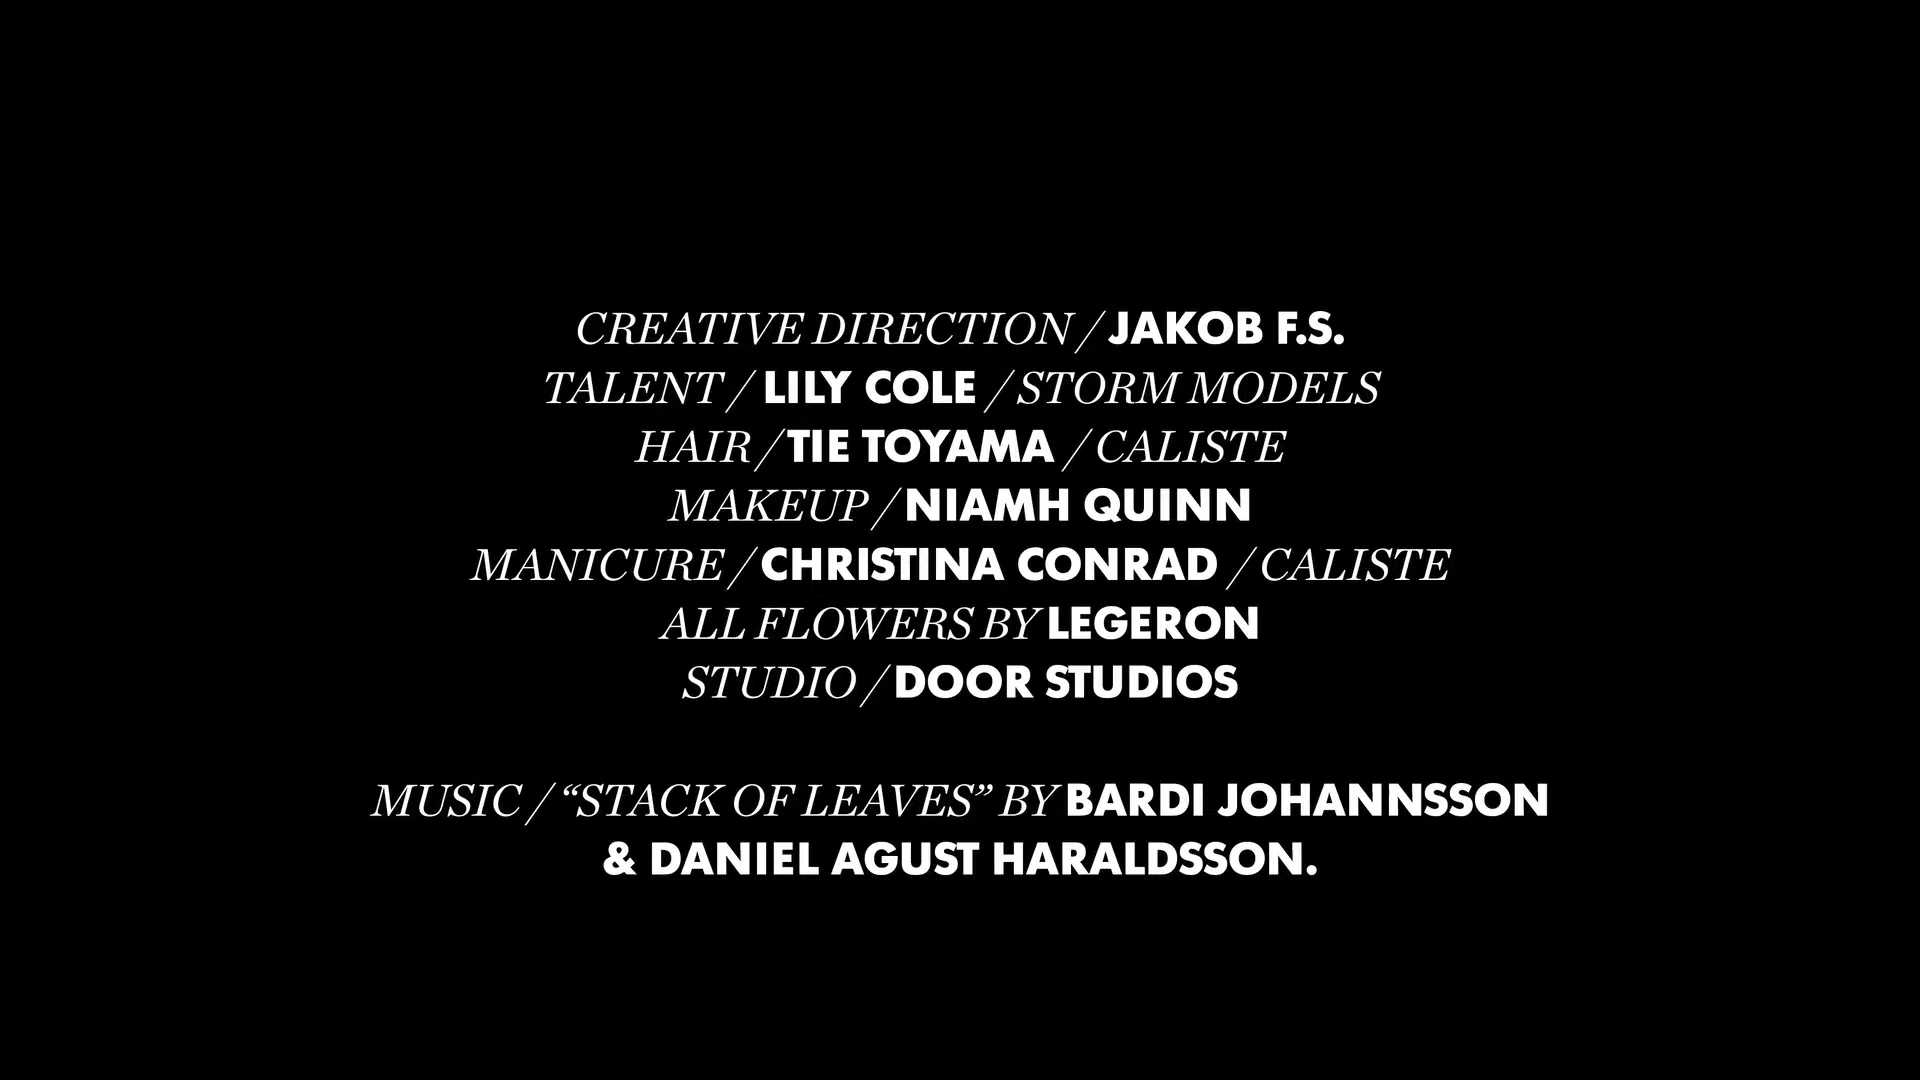 CREATIVE DIRECTION / JAKOB F.S.
TALENT / LILY COLE / STORM MODELS
HAIR / TIE TOYAMA / CALISTE
MAKEUP / NIAMH QUINN
MANICURE / CHRISTINA CONRAD / CALISTE
ALL FLOWERS BY LEGERON
STUDIO / DOOR STUDIOS
MUSIC / “STACK OF LEAVES” BY BARDI JOHANNSSON
& DANIEL AGUST HARALDSSON.